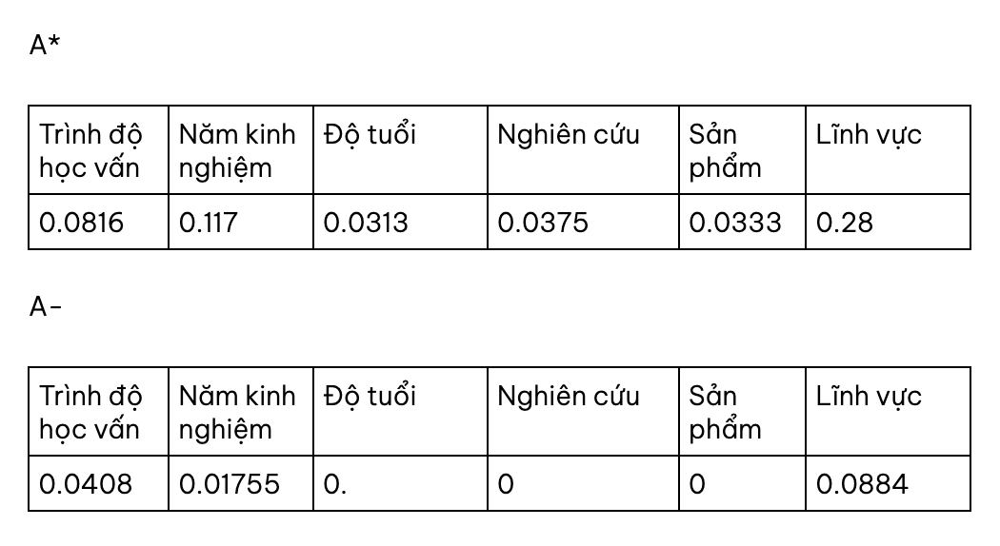 A*
Trình độ Năm kinh Độ tuổi Nghiên cứu Sản Lĩnh vực
học vấn nghiệm phẩm
0.0816 0.117 0.0313 0.0375 0.0333 0.28
A-
Trình độ Năm kinh Độ tuổi Nghiên cứu Sản Lĩnh vực
học vấn nghiệm phẩm
0.0408 0.01755 0. 0 0 0.0884